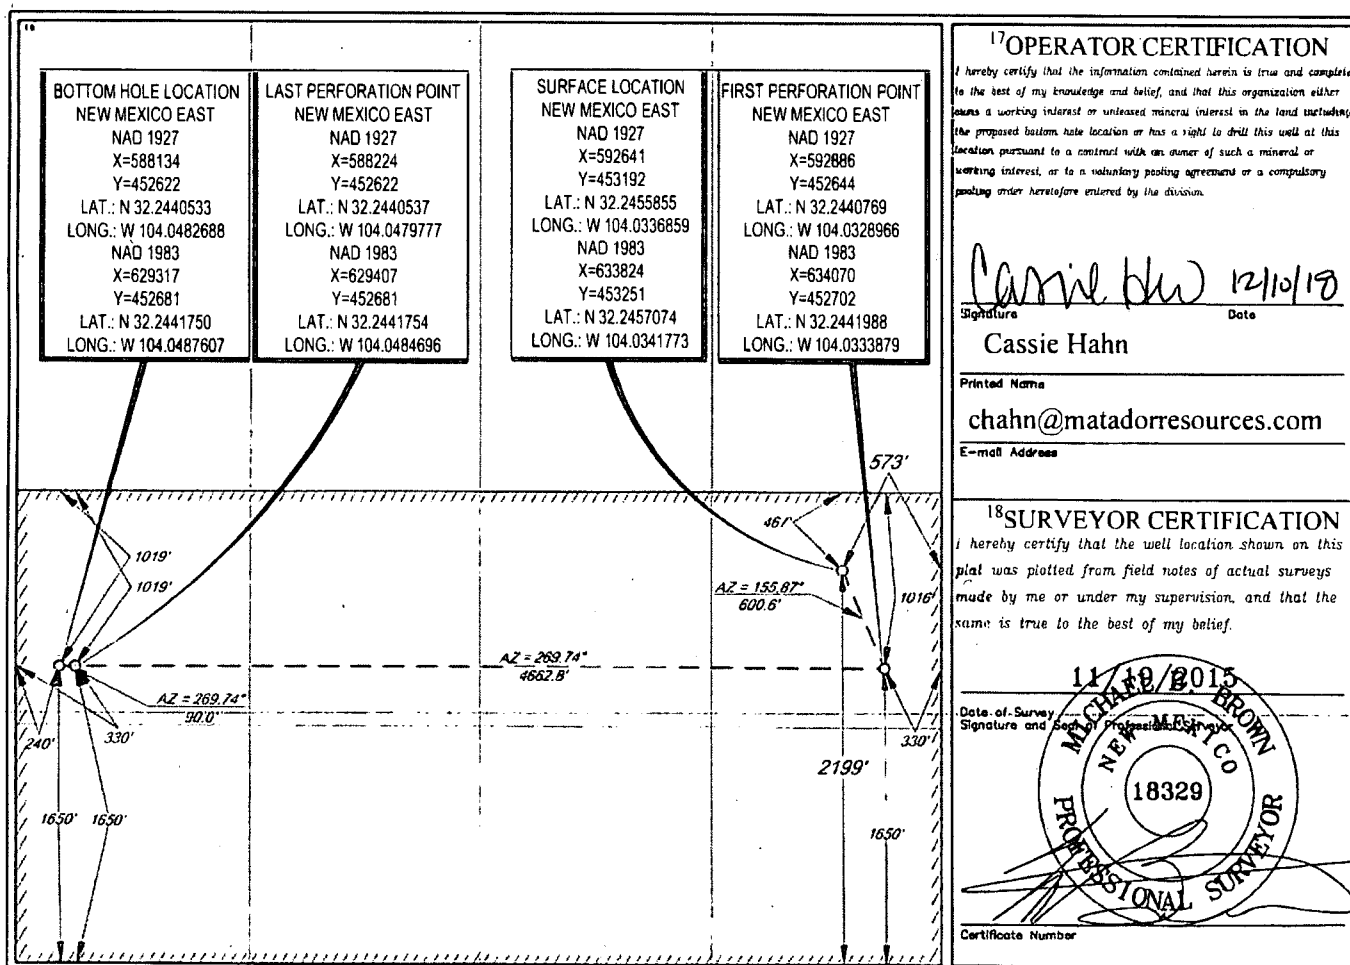 16
BOTTOM HOLE LOCATION
NEW MEXICO EAST
NAD 1927
X=588134
Y=452622
LAT.: N 32.2440533
LONG.: W 104.0482688
NAD 1983
X=629317
Y=452681
LAT.: N 32.2441750
LONG.: W 104.0487607
LAST PERFORATION POINT
NEW MEXICO EAST
NAD 1927
X=588224
Y=452622
LAT.: N 32.2440537
LONG.: W 104.0479777
NAD 1983
X=629407
Y=452681
LAT.: N 32.2441754
LONG.: W 104.0484696
SURFACE LOCATION
NEW MEXICO EAST
NAD 1927
X=592641
Y=453192
LAT.: N 32.2455855
LONG.: W 104.0336859
NAD 1983
X=633824
Y=453251
LAT.: N 32.2457074
LONG.: W 104.0341773
FIRST PERFORATION POINT
NEW MEXICO EAST
NAD 1927
X=592886
Y=452644
LAT.: N 32.2440769
LONG.: W 104.0328966
NAD 1983
X=634070
Y=452702
LAT.: N 32.2441988
LONG.: W 104.0333879
573'
467'
1019'
1019'
AZ = 155.87°
600.6'
1016'
AZ = 269.74°
4662.8'
AZ = 269.74°
90.0'
240'
330'
330'
2199'
1650'
1650'
1650'
17 OPERATOR CERTIFICATION
I hereby certify that the information contained herein is true and complete
to the best of my knowledge and belief, and that this organization either
owns a working interest or unleased mineral interest in the land including
the proposed bottom hole location or has a right to drill this well at this
location pursuant to a contract with an owner of such a mineral or
working interest, or to a voluntary pooling agreement or a compulsory
pooling order heretofore entered by the division.
12/10/18
Signature Date
Cassie Hahn
Printed Name
chahn@matadorresources.com
E-mail Address
18 SURVEYOR CERTIFICATION
I hereby certify that the well location shown on this
plat was plotted from field notes of actual surveys
made by me or under my supervision, and that the
same is true to the best of my belief.
11/19/2015
Date of Survey
Signature and Seal of Professional Surveyor
MICHAEL B. BROWN
NEW MEXICO
18329
PROFESSIONAL SURVEYOR
Certificate Number